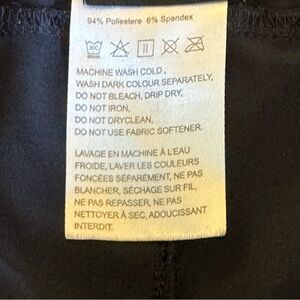 94% Poliestere 6% Spandex
30C
MACHINE WASH COLD,
WASH DARK COLOUR SEPARATELY,
DO NOT BLEACH, DRIP DRY,
DO NOT IRON,
DO NOT DRYCLEAN,
DO NOT USE FABRIC SOFTENER.
LAVAGE EN MACHINE À L'EAU
FROIDE, LAVER LES COULEURS
FONCÉES SÉPARÉMENT, NE PAS
BLANCHER, SÉCHAGE SUR FIL,
NE PAS REPASSER, NE PAS
NETTOYER À SEC, ADOUCISSANT
INTERDIT.